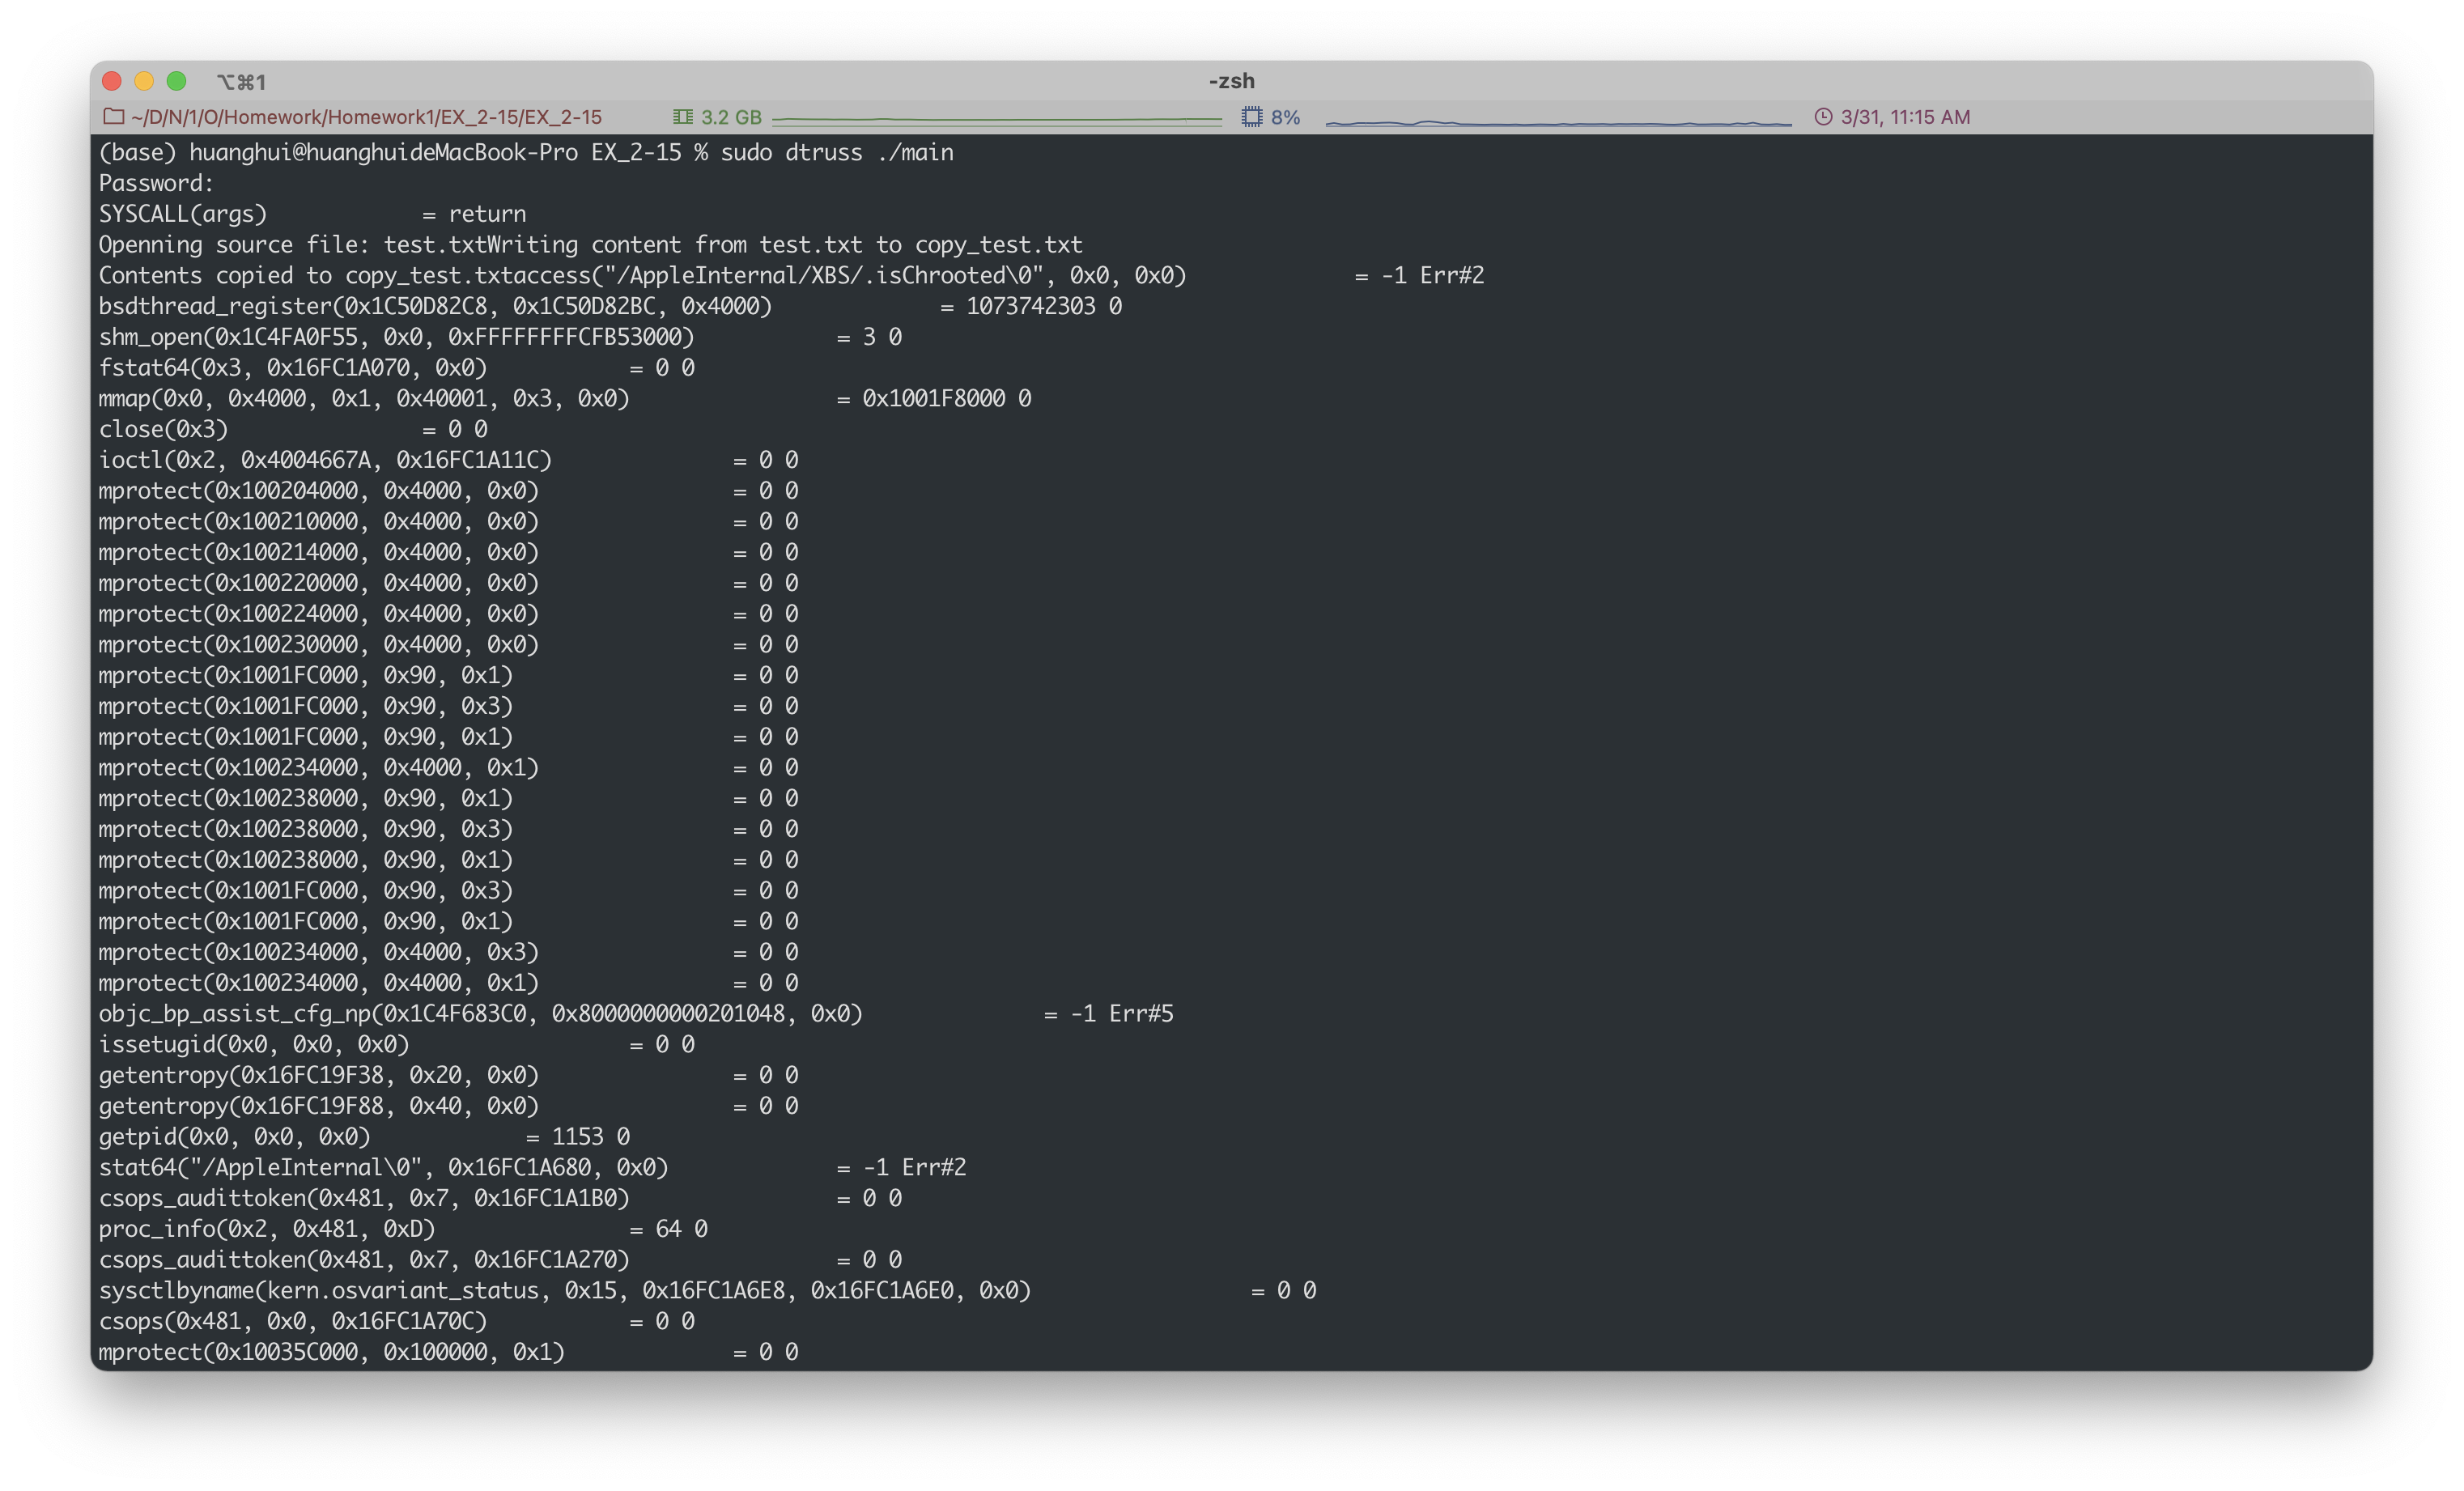 ⌥⌘1
-zsh
~/D/N/1/O/Homework/Homework1/EX_2-15/EX_2-15 3.2 GB 8% 3/31, 11:15 AM
(base) huanghui@huanghuideMacBook-Pro EX_2-15 % sudo dtruss ./main
Password:
SYSCALL(args) = return
Openning source file: test.txtWriting content from test.txt to copy_test.txt
Contents copied to copy_test.txtaccess("/AppleInternal/XBS/.isChrooted\0", 0x0, 0x0) = -1 Err#2
bsdthread_register(0x1C50D82C8, 0x1C50D82BC, 0x4000) = 1073742303 0
shm_open(0x1C4FA0F55, 0x0, 0xFFFFFFFFCFB53000) = 3 0
fstat64(0x3, 0x16FC1A070, 0x0) = 0 0
mmap(0x0, 0x4000, 0x1, 0x40001, 0x3, 0x0) = 0x1001F8000 0
close(0x3) = 0 0
ioctl(0x2, 0x4004667A, 0x16FC1A11C) = 0 0
mprotect(0x100204000, 0x4000, 0x0) = 0 0
mprotect(0x100210000, 0x4000, 0x0) = 0 0
mprotect(0x100214000, 0x4000, 0x0) = 0 0
mprotect(0x100220000, 0x4000, 0x0) = 0 0
mprotect(0x100224000, 0x4000, 0x0) = 0 0
mprotect(0x100230000, 0x4000, 0x0) = 0 0
mprotect(0x1001FC000, 0x90, 0x1) = 0 0
mprotect(0x1001FC000, 0x90, 0x3) = 0 0
mprotect(0x1001FC000, 0x90, 0x1) = 0 0
mprotect(0x100234000, 0x4000, 0x1) = 0 0
mprotect(0x100238000, 0x90, 0x1) = 0 0
mprotect(0x100238000, 0x90, 0x3) = 0 0
mprotect(0x100238000, 0x90, 0x1) = 0 0
mprotect(0x1001FC000, 0x90, 0x3) = 0 0
mprotect(0x1001FC000, 0x90, 0x1) = 0 0
mprotect(0x100234000, 0x4000, 0x3) = 0 0
mprotect(0x100234000, 0x4000, 0x1) = 0 0
objc_bp_assist_cfg_np(0x1C4F683C0, 0x8000000000201048, 0x0) = -1 Err#5
issetugid(0x0, 0x0, 0x0) = 0 0
getentropy(0x16FC19F38, 0x20, 0x0) = 0 0
getentropy(0x16FC19F88, 0x40, 0x0) = 0 0
getpid(0x0, 0x0, 0x0) = 1153 0
stat64("/AppleInternal\0", 0x16FC1A680, 0x0) = -1 Err#2
csops_audittoken(0x481, 0x7, 0x16FC1A1B0) = 0 0
proc_info(0x2, 0x481, 0xD) = 64 0
csops_audittoken(0x481, 0x7, 0x16FC1A270) = 0 0
sysctlbyname(kern.osvariant_status, 0x15, 0x16FC1A6E8, 0x16FC1A6E0, 0x0) = 0 0
csops(0x481, 0x0, 0x16FC1A70C) = 0 0
mprotect(0x10035C000, 0x100000, 0x1) = 0 0